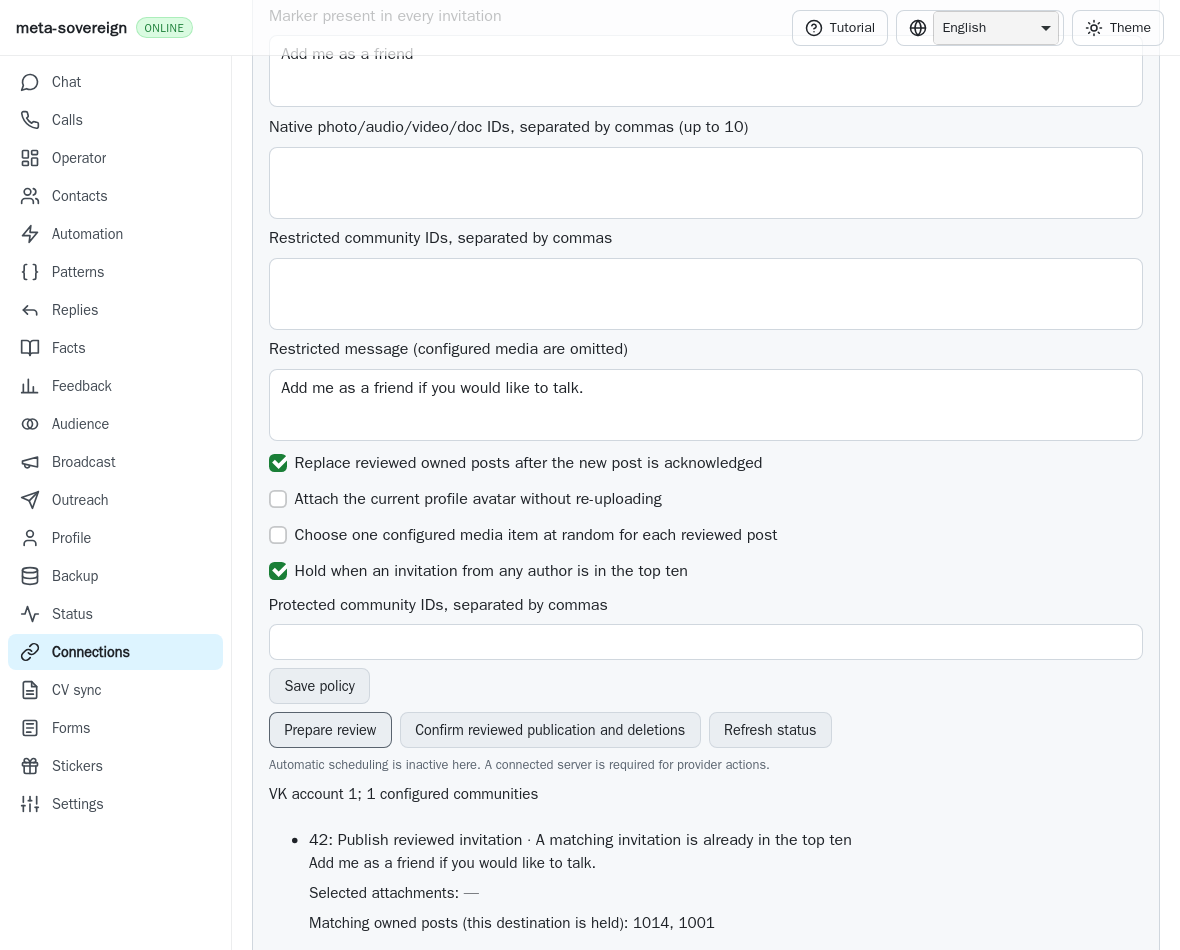 meta-sovereign ONLINE
Tutorial
English
Theme
Chat
Calls
Operator
Contacts
Automation
Patterns
Replies
Facts
Feedback
Audience
Broadcast
Outreach
Profile
Backup
Status
Connections
CV sync
Forms
Stickers
Settings
Marker present in every invitation
Add me as a friend
Native photo/audio/video/doc IDs, separated by commas (up to 10)
Restricted community IDs, separated by commas
Restricted message (configured media are omitted)
Add me as a friend if you would like to talk.
Replace reviewed owned posts after the new post is acknowledged
Attach the current profile avatar without re-uploading
Choose one configured media item at random for each reviewed post
Hold when an invitation from any author is in the top ten
Protected community IDs, separated by commas
Save policy
Prepare review
Confirm reviewed publication and deletions
Refresh status
Automatic scheduling is inactive here. A connected server is required for provider actions.
VK account 1; 1 configured communities
• 42: Publish reviewed invitation · A matching invitation is already in the top ten
Add me as a friend if you would like to talk.
Selected attachments: —
Matching owned posts (this destination is held): 1014, 1001